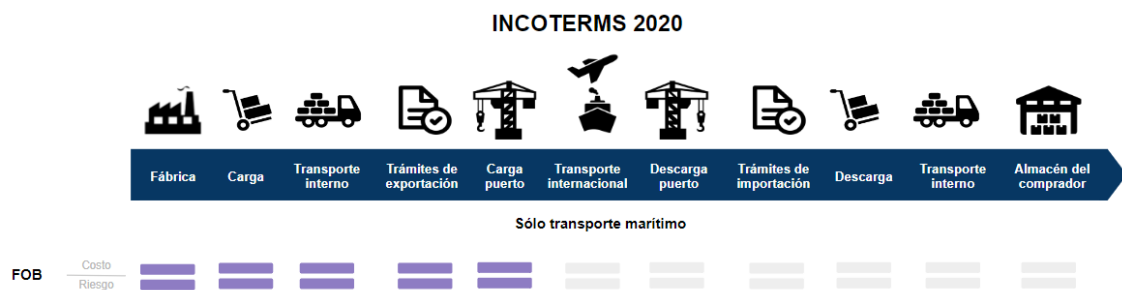 INCOTERMS 2020
Fábrica
Carga
Transporte
interno
Trámites de
exportación
Carga
puerto
Transporte
internacional
Descarga
puerto
Trámites de
importación
Descarga
Transporte
interno
Almacén del
comprador
Sólo transporte marítimo
FOB
Costo
Riesgo